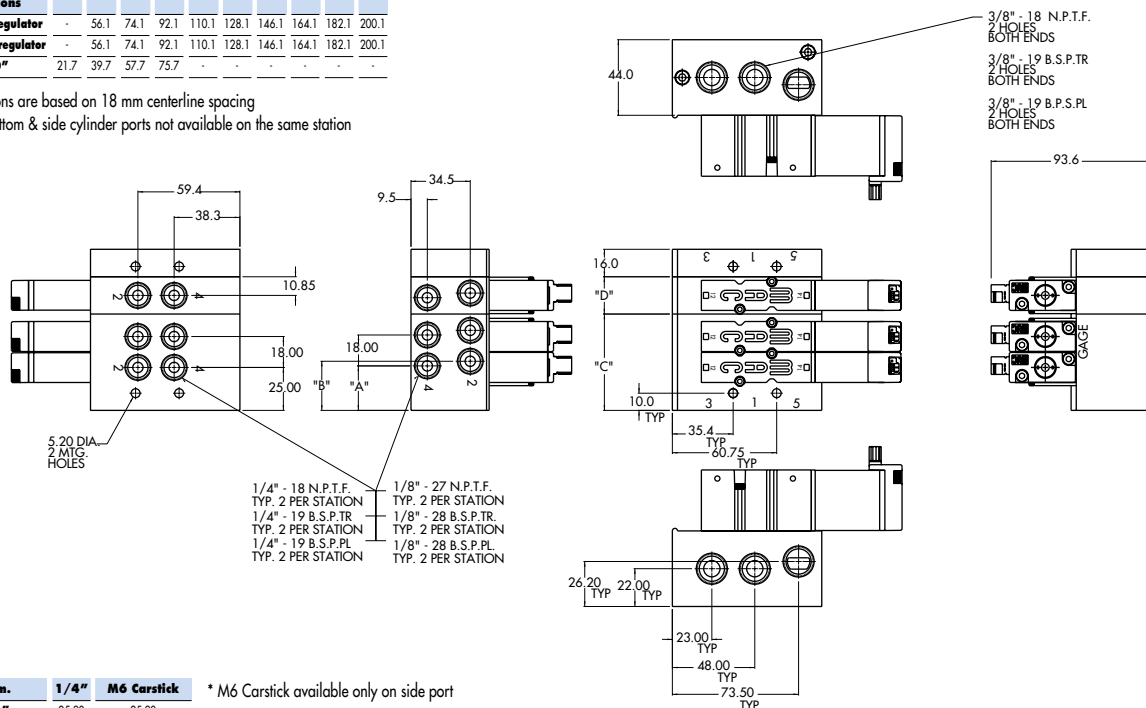 ons
egulator - 56.1 74.1 92.1 110.1 128.1 146.1 164.1 182.1 200.1
regulator - 56.1 74.1 92.1 110.1 128.1 146.1 164.1 182.1 200.1
" 21.7 39.7 57.7 75.7 - - - - - -
ons are based on 18 mm centerline spacing
ttom & side cylinder ports not available on the same station
44.0
3/8" - 18 N.P.T.F.
2 HOLES
BOTH ENDS
3/8" - 19 B.S.P.TR
2 HOLES
BOTH ENDS
3/8" - 19 B.P.S.PL
2 HOLES
BOTH ENDS
59.4
38.3
10.85
2 4
18.00
2 4
25.00
5.20 DIA.
2 MTG.
HOLES
34.5
9.5
18.00
"B" "A"
4 2
1/4" - 18 N.P.T.F.
TYP. 2 PER STATION
1/4" - 19 B.S.P.TR
TYP. 2 PER STATION
1/4" - 19 B.S.P.PL
TYP. 2 PER STATION
1/8" - 27 N.P.T.F.
TYP. 2 PER STATION
1/8" - 28 B.S.P.TR.
TYP. 2 PER STATION
1/8" - 28 B.S.P.PL.
TYP. 2 PER STATION
3 1 5
16.0
"D"
"C"
10.0
TYP
3 1 5
35.4
TYP
60.75
TYP
93.6
GAGE
26.20
TYP
22.00
TYP
23.00
TYP
48.00
TYP
73.50
TYP
m. 1/4" M6 Carstick
* M6 Carstick available only on side port